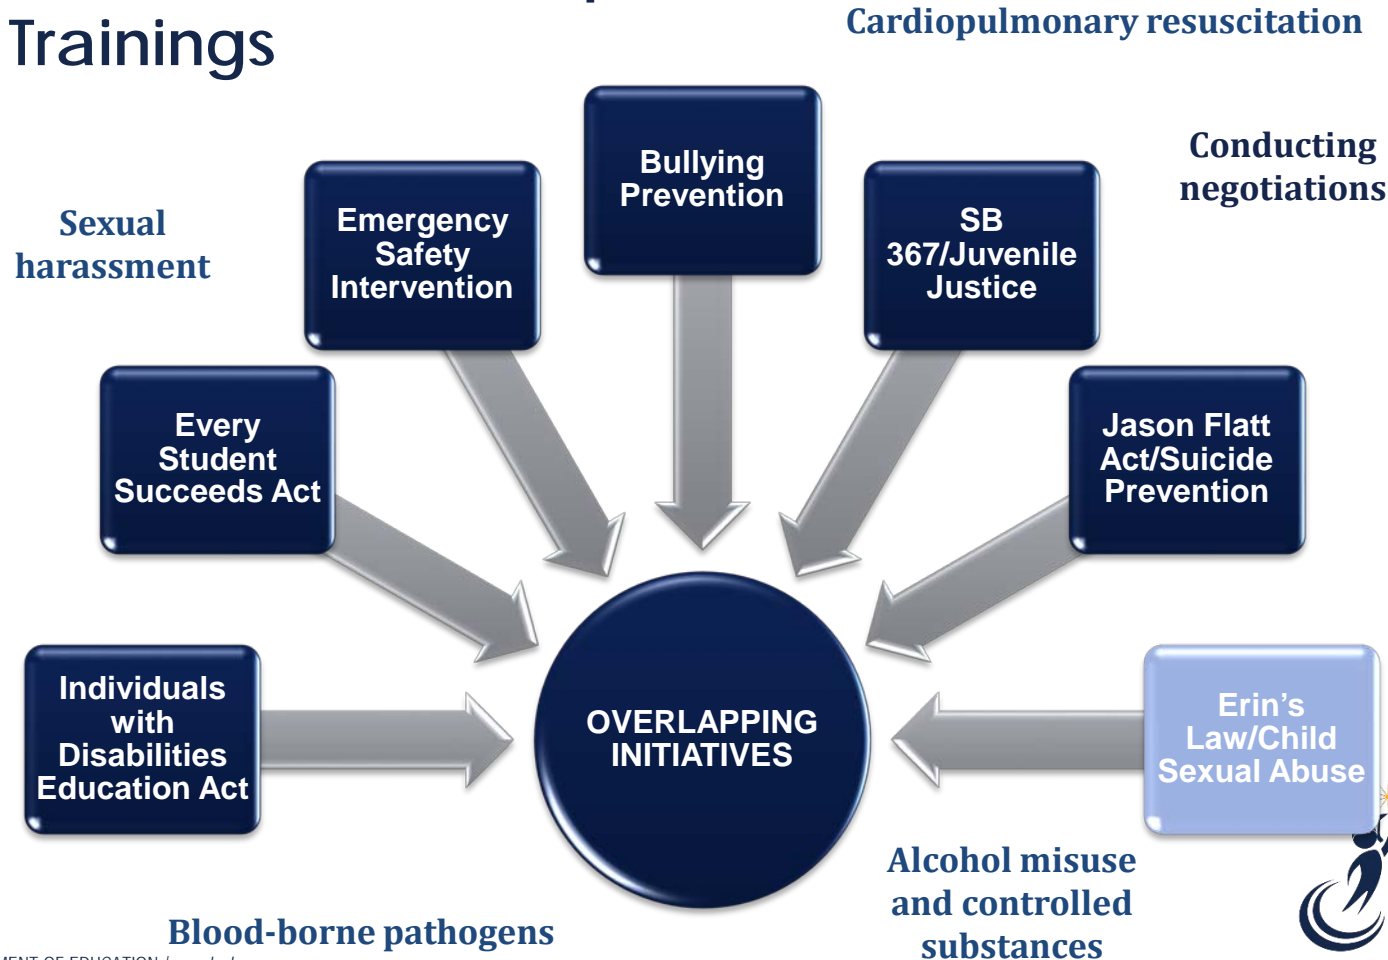 Trainings
Cardiopulmonary resuscitation
Conducting
negotiations
Sexual
harassment
Bullying
Prevention
Emergency
Safety
Intervention
SB
367/Juvenile
Justice
Every
Student
Succeeds Act
Jason Flatt
Act/Suicide
Prevention
Individuals
with
Disabilities
Education Act
OVERLAPPING
INITIATIVES
Erin's
Law/Child
Sexual Abuse
Alcohol misuse
and controlled
substances
Blood-borne pathogens
OF EDUCATION